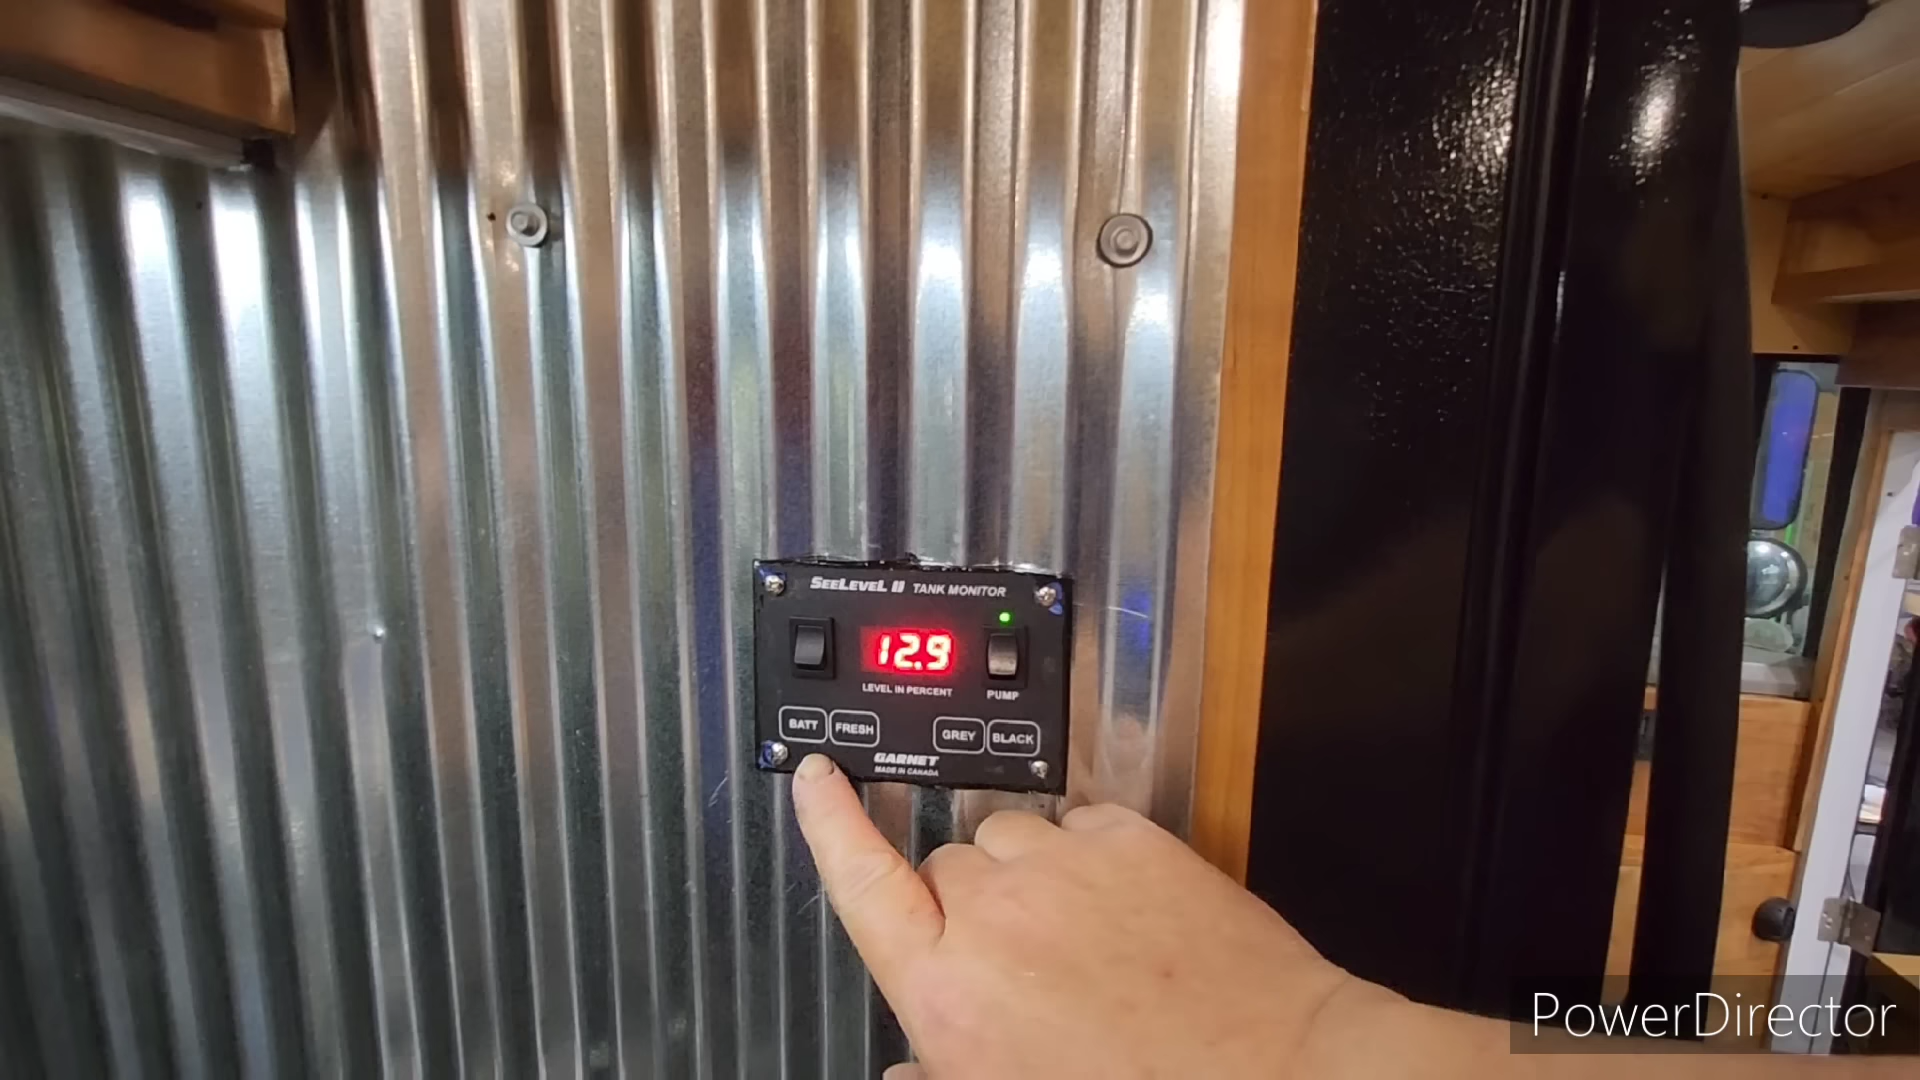 SEELEVEL II TANK MONITOR
12.9
LEVEL IN PERCENT
PUMP
BATT
FRESH
GREY
BLACK
GARNET
MADE IN CANADA
PowerDirector